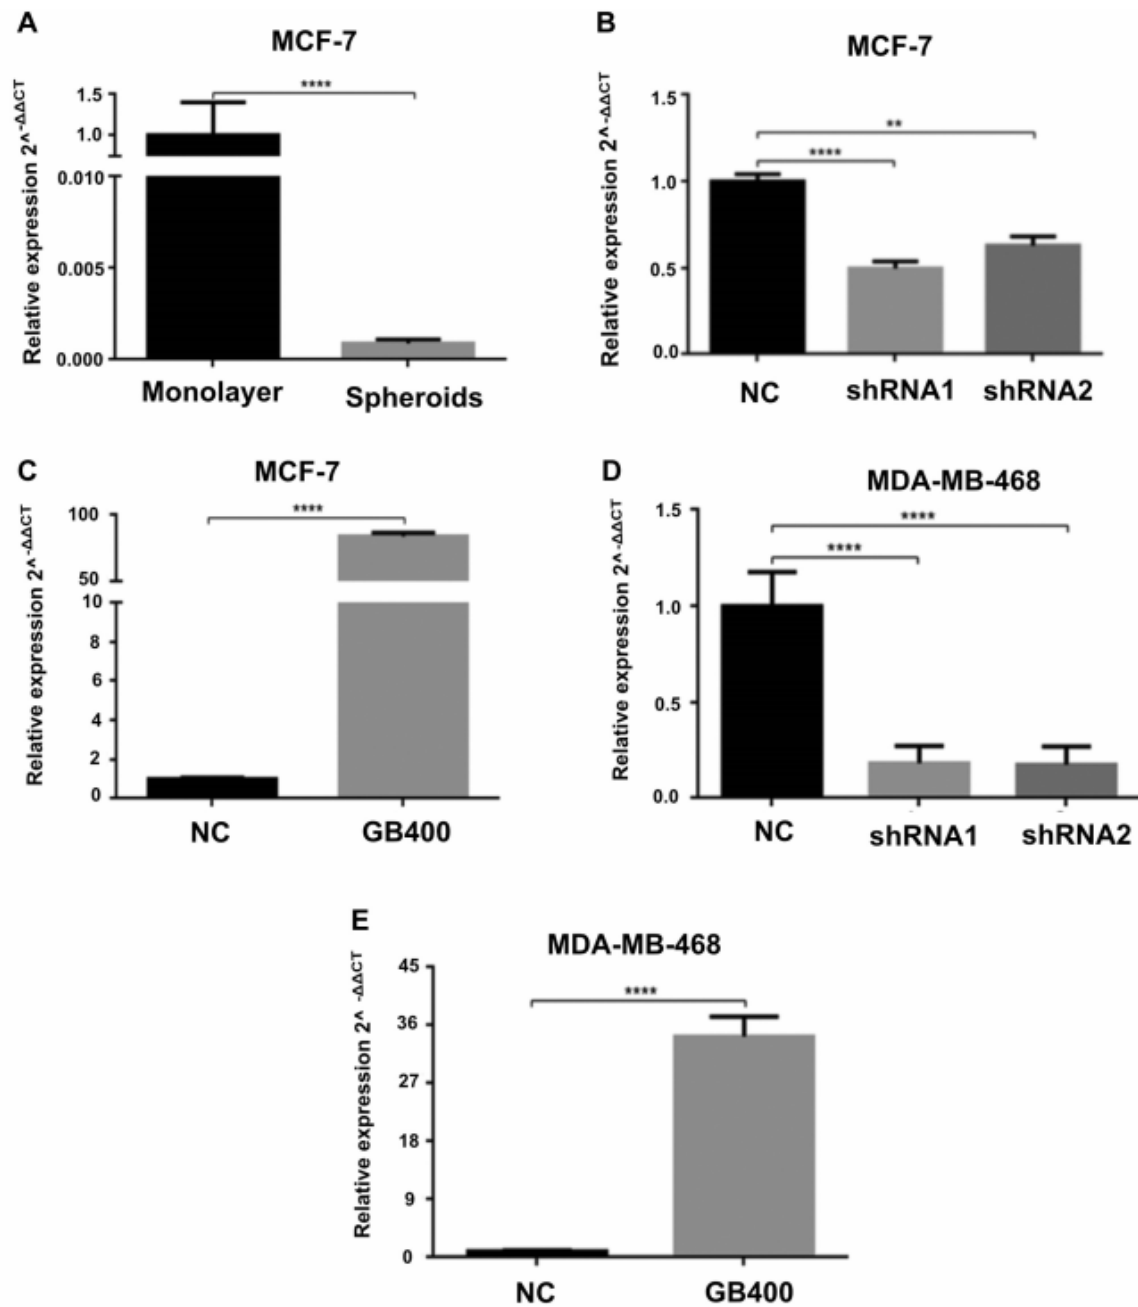 A
MCF-7
Relative expression 2^-ΔΔCT
1.5
1.0
0.010
0.005
0.000
****
Monolayer
Spheroids
B
MCF-7
Relative expression 2^-ΔΔCT
1.5
1.0
0.5
0.0
**
****
NC
shRNA1
shRNA2
C
MCF-7
Relative expression 2^-ΔΔCT
100
50
10
8
6
4
2
0
****
NC
GB400
D
MDA-MB-468
Relative expression 2^-ΔΔCT
1.5
1.0
0.5
0.0
****
****
NC
shRNA1
shRNA2
E
MDA-MB-468
Relative expression 2^ -ΔΔCT
45
36
27
18
9
0
****
NC
GB400